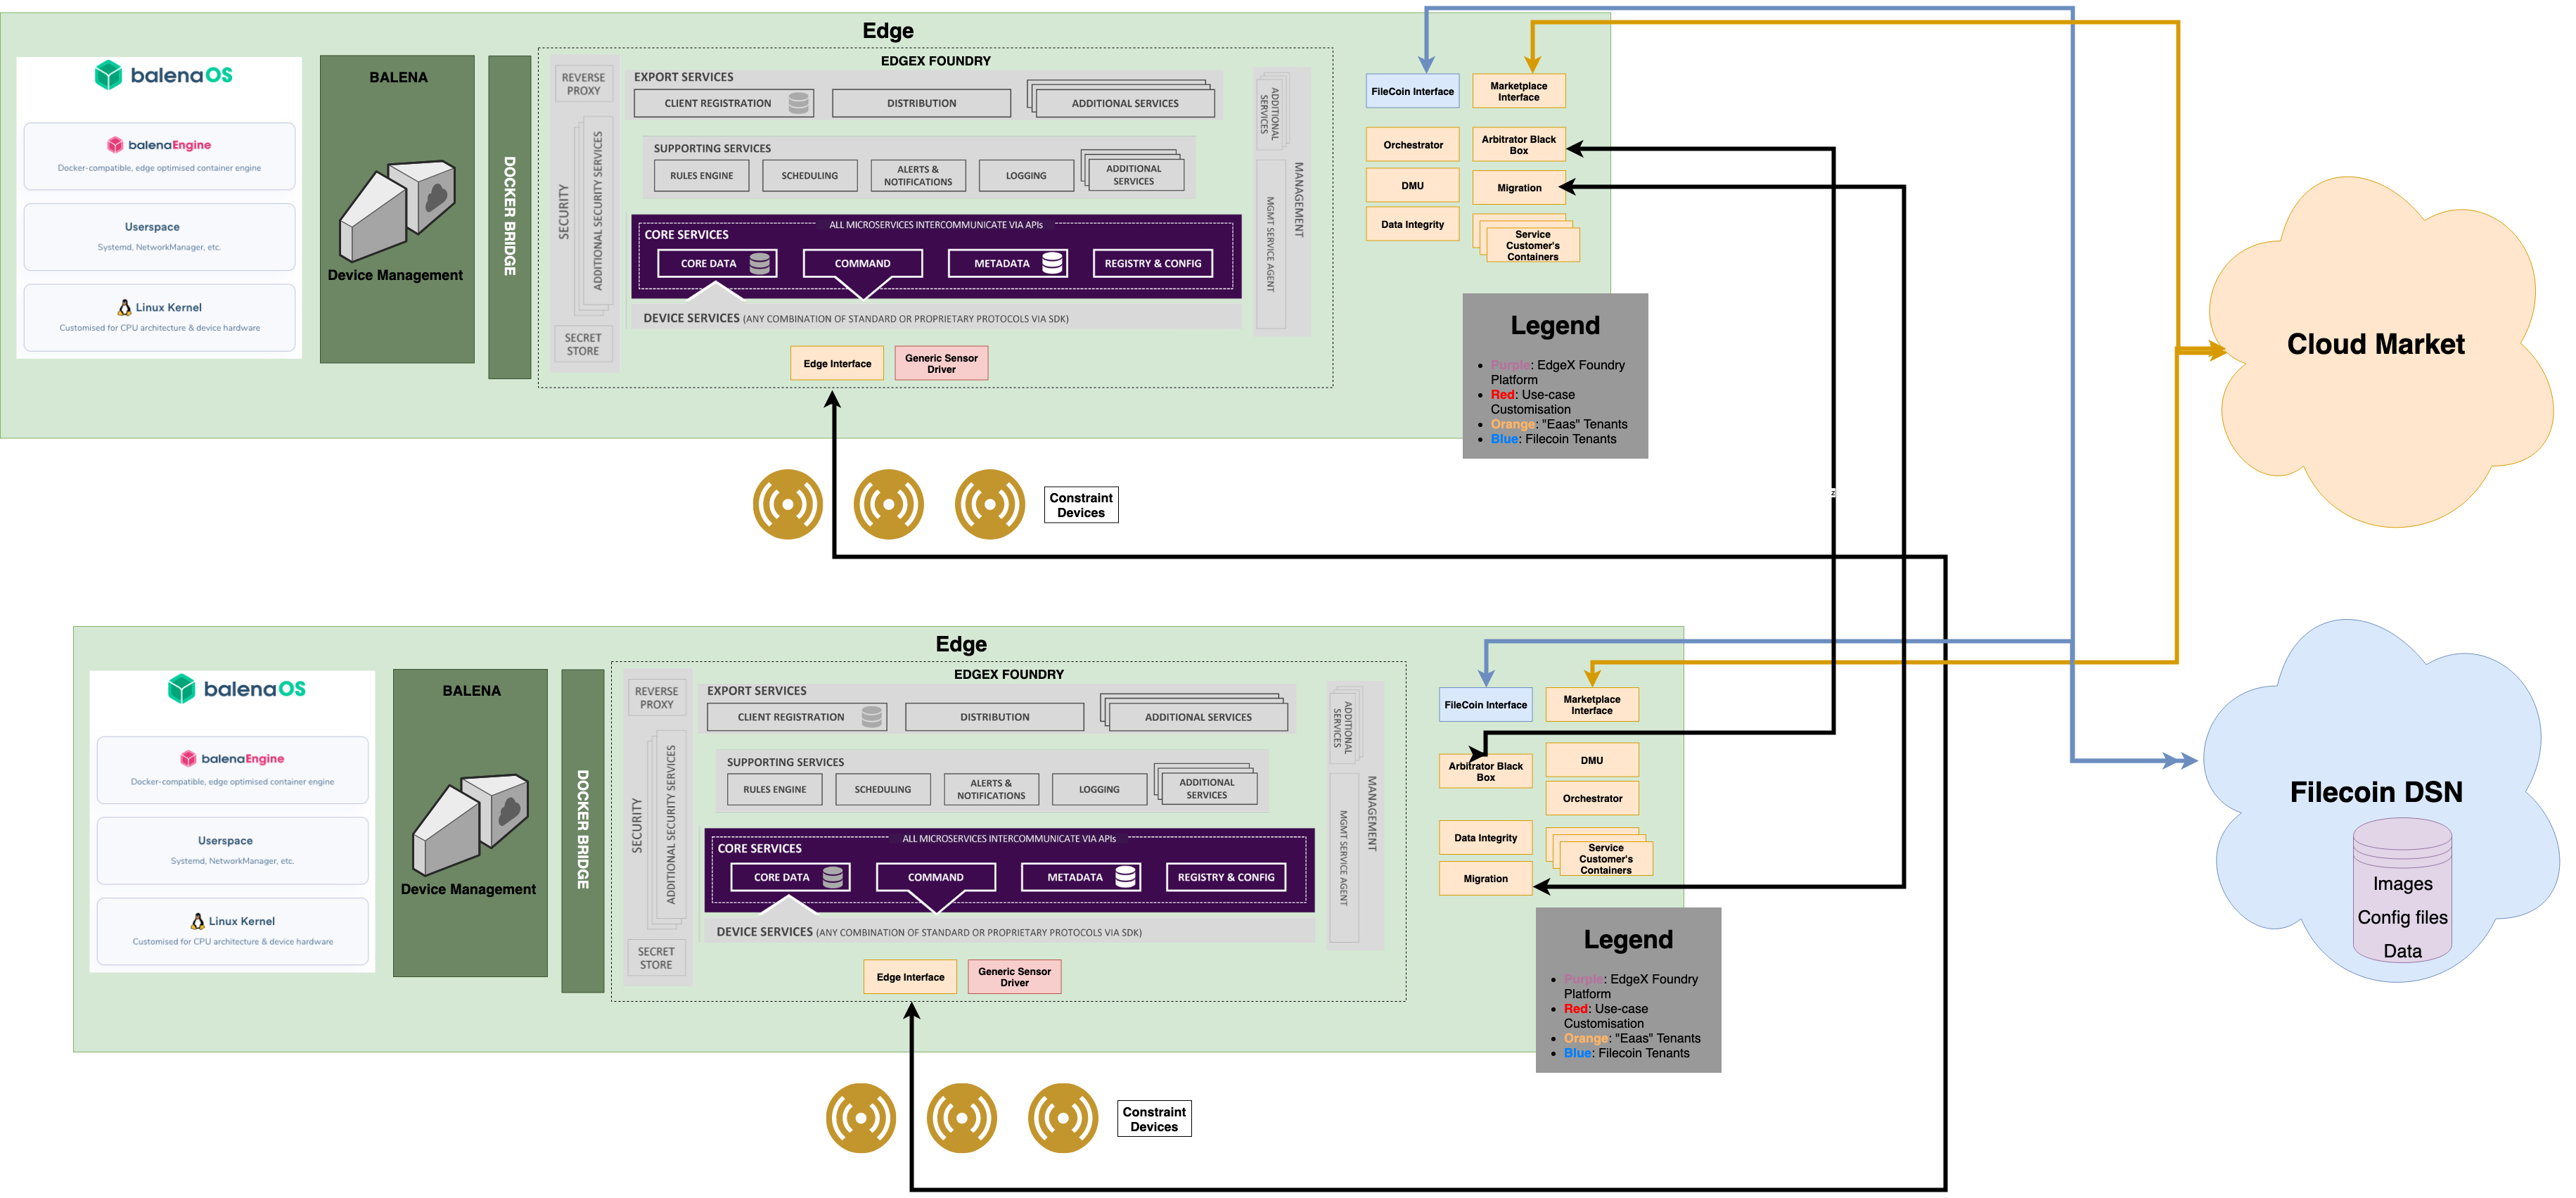 Edge
balenaOS
balenaEngine
Docker-compatible, edge optimised container engine
Userspace
Systemd, NetworkManager, etc.
Linux Kernel
Customised for CPU architecture & device hardware
BALENA
Device Management
DOCKER BRIDGE
EDGEX FOUNDRY
REVERSE
PROXY
SECURITY
ADDITIONAL SECURITY SERVICES
SECRET
STORE
EXPORT SERVICES
CLIENT REGISTRATION
DISTRIBUTION
ADDITIONAL SERVICES
SUPPORTING SERVICES
RULES ENGINE
SCHEDULING
ALERTS &
NOTIFICATIONS
LOGGING
ADDITIONAL
SERVICES
ALL MICROSERVICES INTERCOMMUNICATE VIA APIs
CORE SERVICES
CORE DATA
COMMAND
METADATA
REGISTRY & CONFIG
DEVICE SERVICES (ANY COMBINATION OF STANDARD OR PROPRIETARY PROTOCOLS VIA SDK)
ADDITIONAL
SERVICES
MANAGEMENT
MGMT SERVICE AGENT
Edge Interface
Generic Sensor
Driver
FileCoin Interface
Marketplace
Interface
Orchestrator
Arbitrator Black
Box
DMU
Migration
Data Integrity
Service
Customer's
Containers
Legend
• Purple: EdgeX Foundry
Platform
• Red: Use-case
Customisation
• Orange: "Eaas" Tenants
• Blue: Filecoin Tenants
Constraint
Devices
z
Cloud Market
Edge
balenaOS
balenaEngine
Docker-compatible, edge optimised container engine
Userspace
Systemd, NetworkManager, etc.
Linux Kernel
Customised for CPU architecture & device hardware
BALENA
Device Management
DOCKER BRIDGE
EDGEX FOUNDRY
REVERSE
PROXY
SECURITY
ADDITIONAL SECURITY SERVICES
SECRET
STORE
EXPORT SERVICES
CLIENT REGISTRATION
DISTRIBUTION
ADDITIONAL SERVICES
SUPPORTING SERVICES
RULES ENGINE
SCHEDULING
ALERTS &
NOTIFICATIONS
LOGGING
ADDITIONAL
SERVICES
ALL MICROSERVICES INTERCOMMUNICATE VIA APIs
CORE SERVICES
CORE DATA
COMMAND
METADATA
REGISTRY & CONFIG
DEVICE SERVICES (ANY COMBINATION OF STANDARD OR PROPRIETARY PROTOCOLS VIA SDK)
ADDITIONAL
SERVICES
MANAGEMENT
MGMT SERVICE AGENT
Edge Interface
Generic Sensor
Driver
FileCoin Interface
Marketplace
Interface
Arbitrator Black
Box
DMU
Orchestrator
Data Integrity
Service
Customer's
Containers
Migration
Legend
• Purple: EdgeX Foundry
Platform
• Red: Use-case
Customisation
• Orange: "Eaas" Tenants
• Blue: Filecoin Tenants
Constraint
Devices
Filecoin DSN
Images
Config files
Data